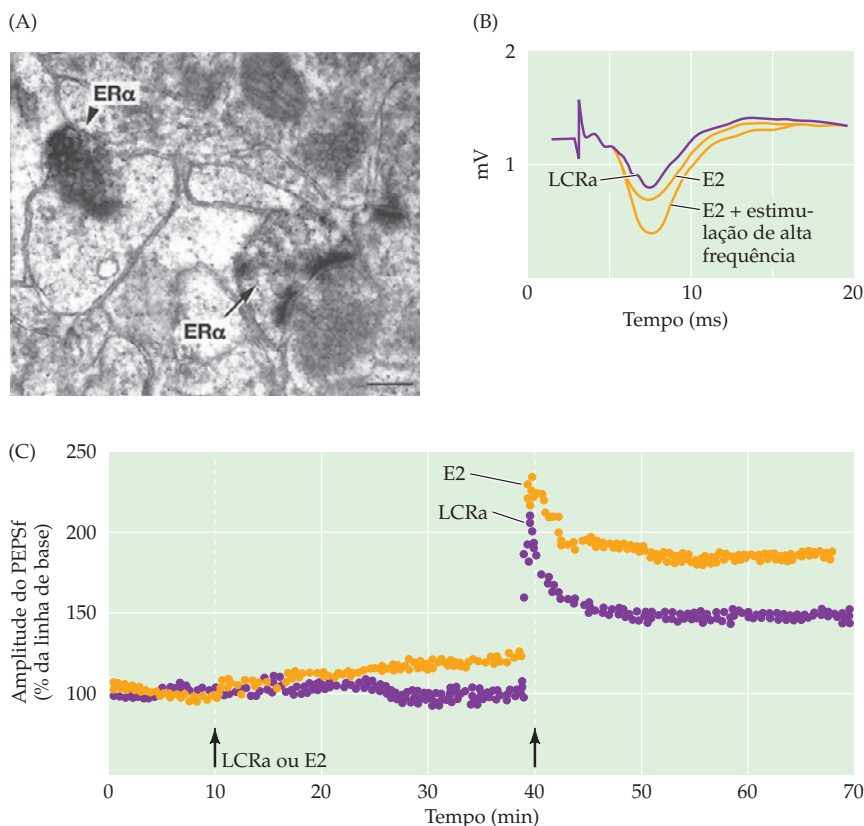 (A)
ERα
ERα
(B)
2
1
mV
LCRa
E2
E2 + estimu-
lação de alta
frequência
0
10
20
Tempo (ms)
(C)
250
200
150
100
Amplitude do PEPSf
(% da linha de base)
E2
LCRa
LCRa ou E2
0
10
20
30
40
50
60
70
Tempo (min)